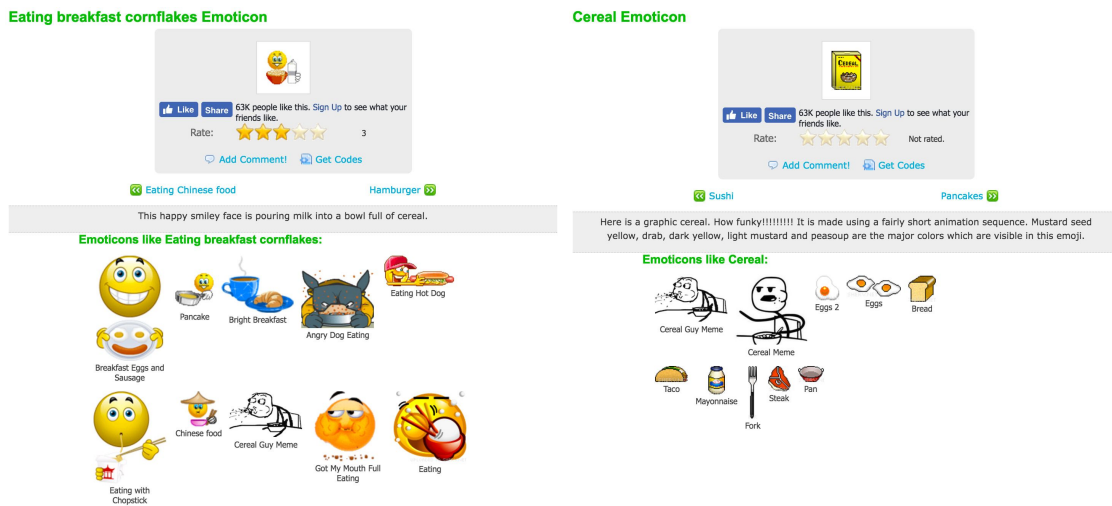 Eating breakfast cornflakes Emoticon
Like Share 63K people like this. Sign Up to see what your
friends like.
Rate: 3
Add Comment! Get Codes
Eating Chinese food Hamburger
This happy smiley face is pouring milk into a bowl full of cereal.
Emoticons like Eating breakfast cornflakes:
Eating Hot Dog
Pancake Bright Breakfast
Angry Dog Eating
Breakfast Eggs and
Sausage
Chinese food
Cereal Guy Meme
Got My Mouth Full
Eating
Eating
Eating with
Chopstick
Cereal Emoticon
CEREAL
Like Share 63K people like this. Sign Up to see what your
friends like.
Rate: Not rated.
Add Comment! Get Codes
Sushi Pancakes
Here is a graphic cereal. How funky!!!!!!!!! It is made using a fairly short animation sequence. Mustard seed
yellow, drab, dark yellow, light mustard and peasoup are the major colors which are visible in this emoji.
Emoticons like Cereal:
Eggs 2 Eggs Bread
Cereal Guy Meme
Cereal Meme
Taco Mayonnaise Steak Pan
Fork